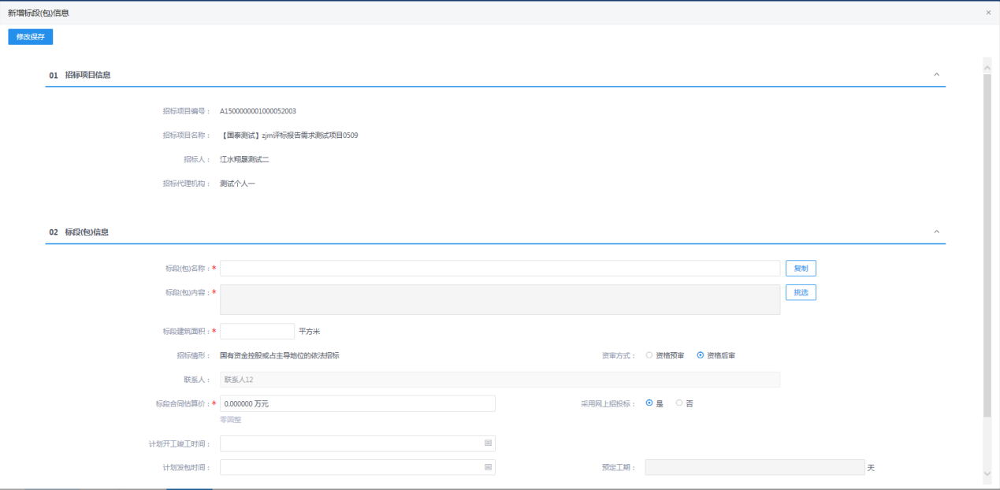 新增标段(包)信息 ×
修改保存
01 招标项目信息
招标项目编号： A1500000001000052003
招标项目名称： 【国泰测试】zjm评标报告需求测试项目0509
招标人： 江水翔晟测试二
招标代理机构： 测试个人一
02 标段(包)信息
标段(包)名称：* 复制
标段(包)内容：* 挑选
标段建筑面积：* 平方米
招标情形： 国有资金控股或占主导地位的依法招标 资审方式： 资格预审 资格后审
联系人： 联系人12
标段合同估算价：* 0.000000 万元 采用网上招投标： 是 否
零圆整
计划开工竣工时间：
计划发包时间： 预定工期： 天